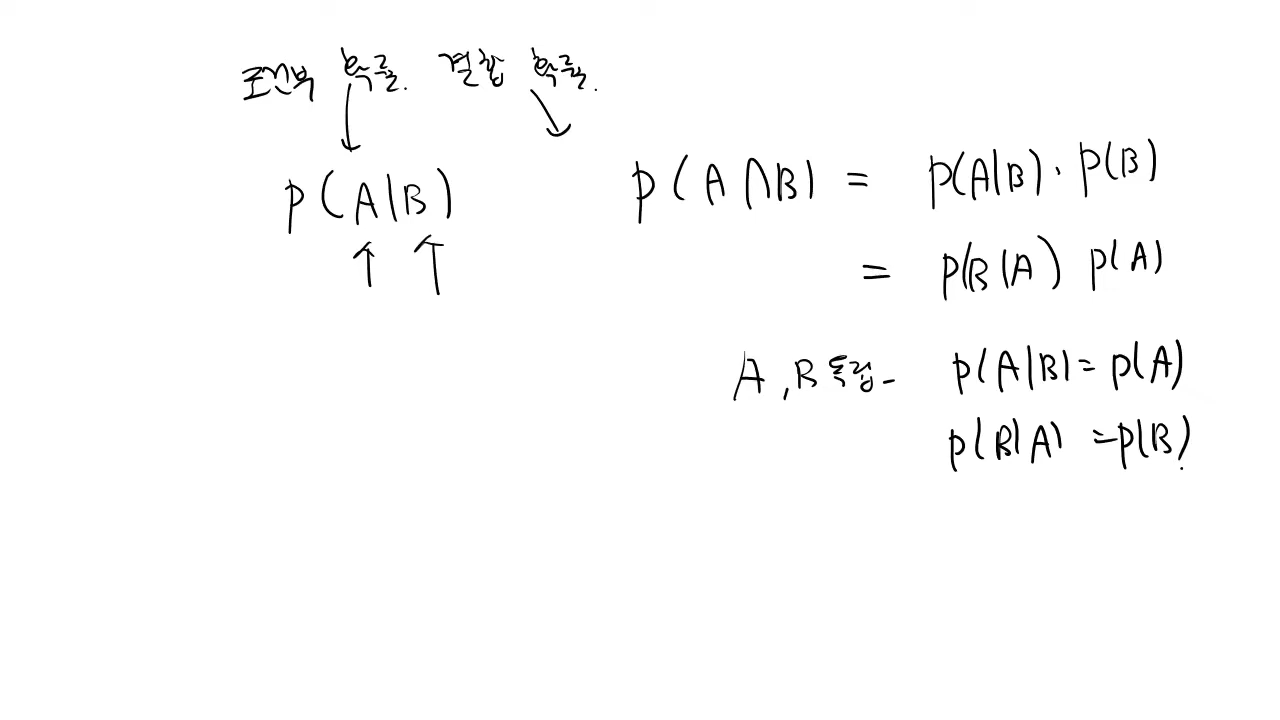 조건부 확률. 결합 확률.
P(A|B)
P(A∩B) = P(A|B)·P(B)
= P(B|A) P(A)
A, B 독립 - P(A|B) = P(A)
P(B|A) = P(B)